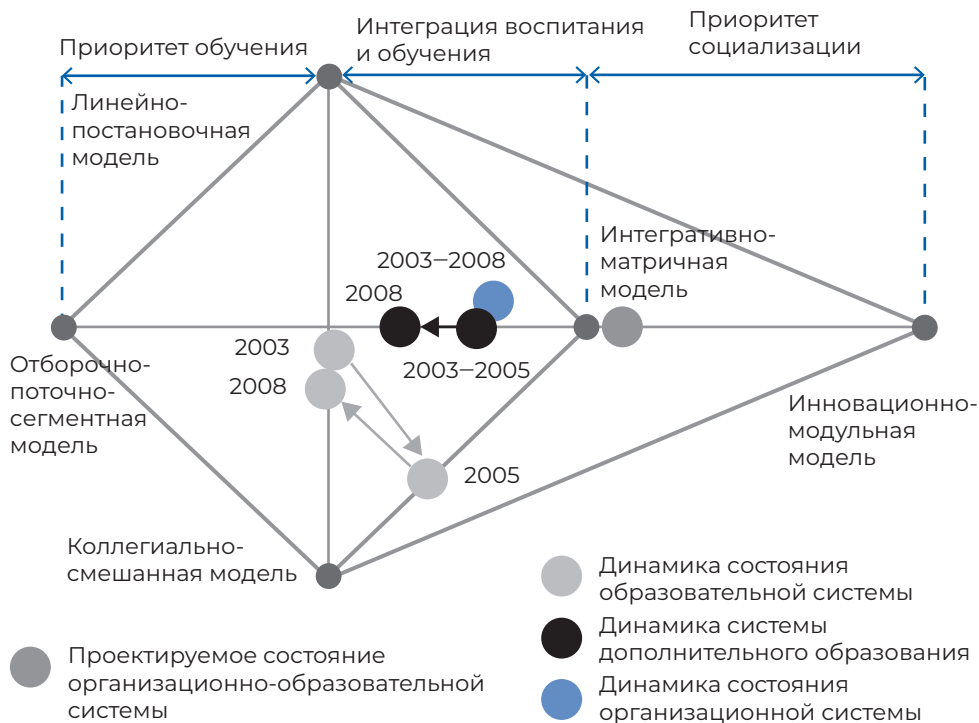 Приоритет обучения
Интеграция воспитания
и обучения
Приоритет
социализации
Линейно-
постановочная
модель
Интегративно-
матричная
модель
2003–2008
2008
2003–2005
2003
2008
2005
Отборочно-
поточно-
сегментная
модель
Инновационно-
модульная
модель
Коллегиально-
смешанная модель
Динамика состояния
образовательной системы
Динамика системы
дополнительного образования
Динамика состояния
организационной системы
Проектируемое состояние
организационно-образовательной
системы